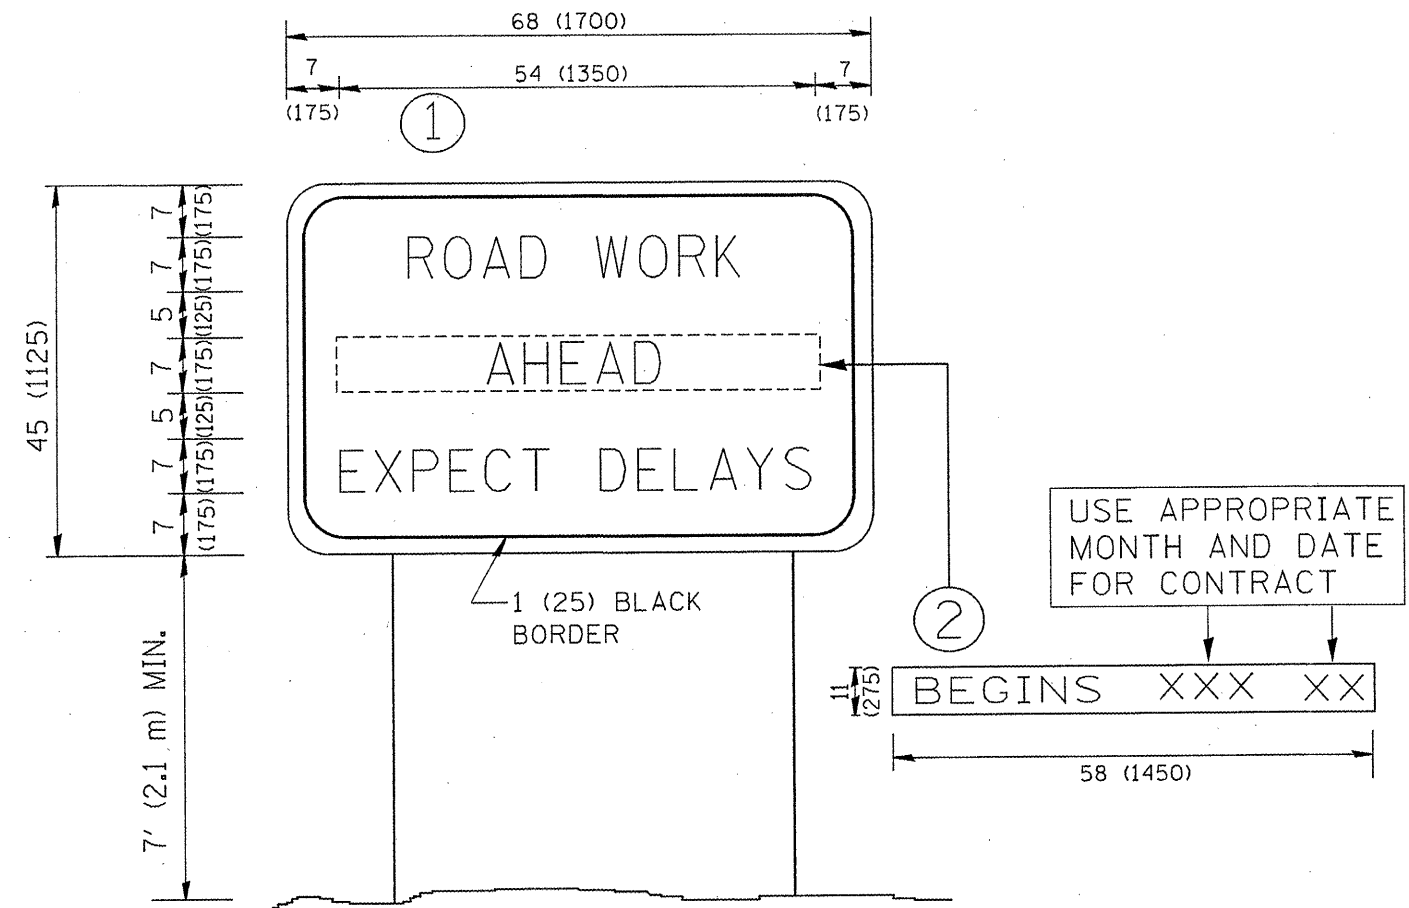 68 (1700)
7
54 (1350)
7
(175)
(175)
1
45 (1125)
7
(175)
7
(175)
5
(125)
7
(175)
5
(125)
7
(175)
7
(175)
ROAD WORK
AHEAD
EXPECT DELAYS
1 (25) BLACK
BORDER
7' (2.1 m) MIN.
USE APPROPRIATE
MONTH AND DATE
FOR CONTRACT
2
11
(275)
BEGINS XXX XX
58 (1450)